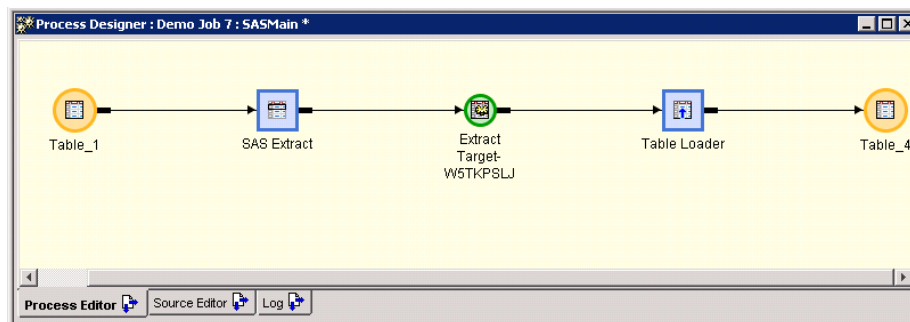 Process Designer : Demo Job 7 : SASMain *
Table_1
SAS Extract
Extract
Target-
W5TKPSLJ
Table Loader
Table_4
Process Editor
Source Editor
Log